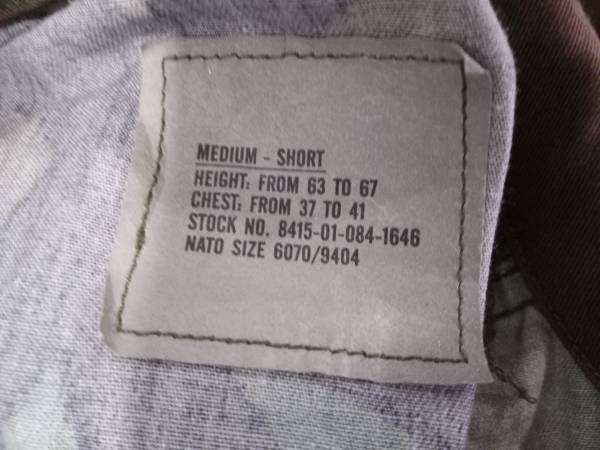 MEDIUM - SHORT
HEIGHT: FROM 63 TO 67
CHEST: FROM 37 TO 41
STOCK NO. 8415-01-084-1646
NATO SIZE 6070/9404